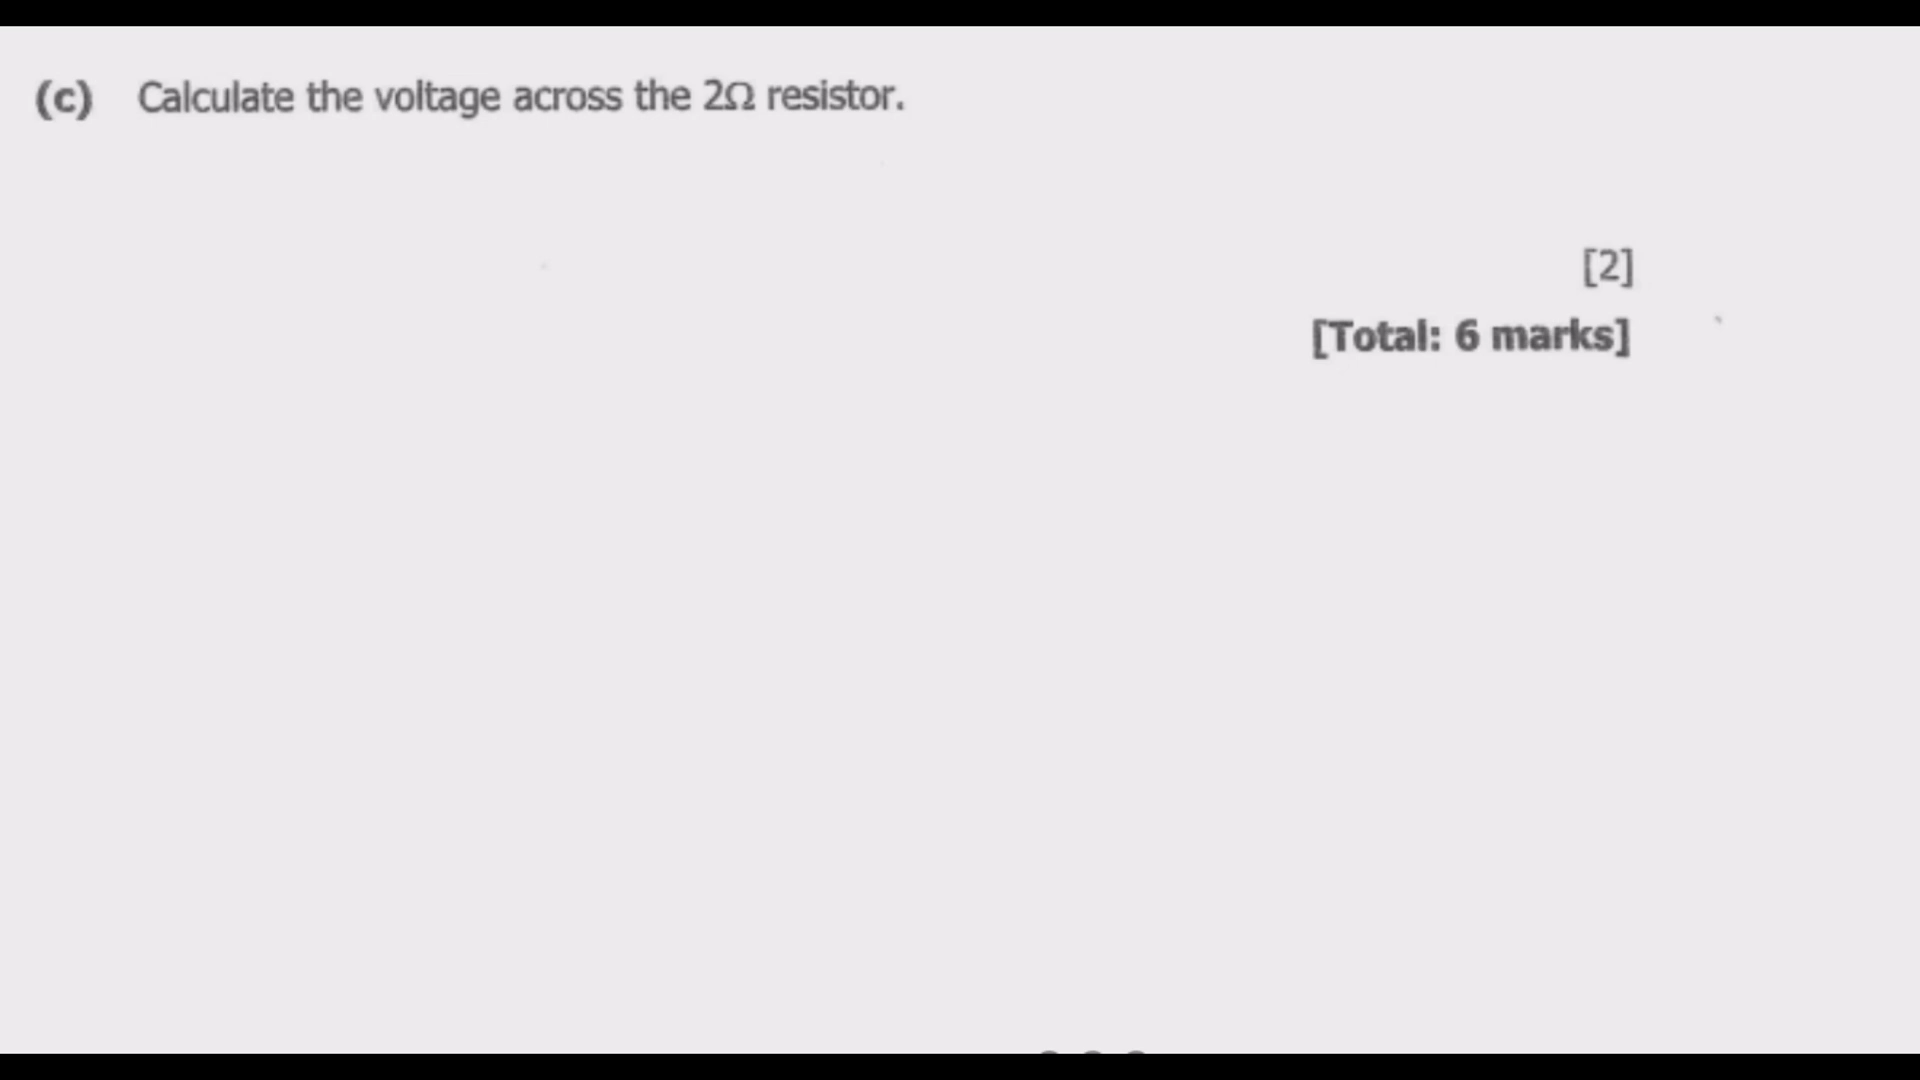 (c) Calculate the voltage across the 2Ω resistor.
[2]
[Total: 6 marks]